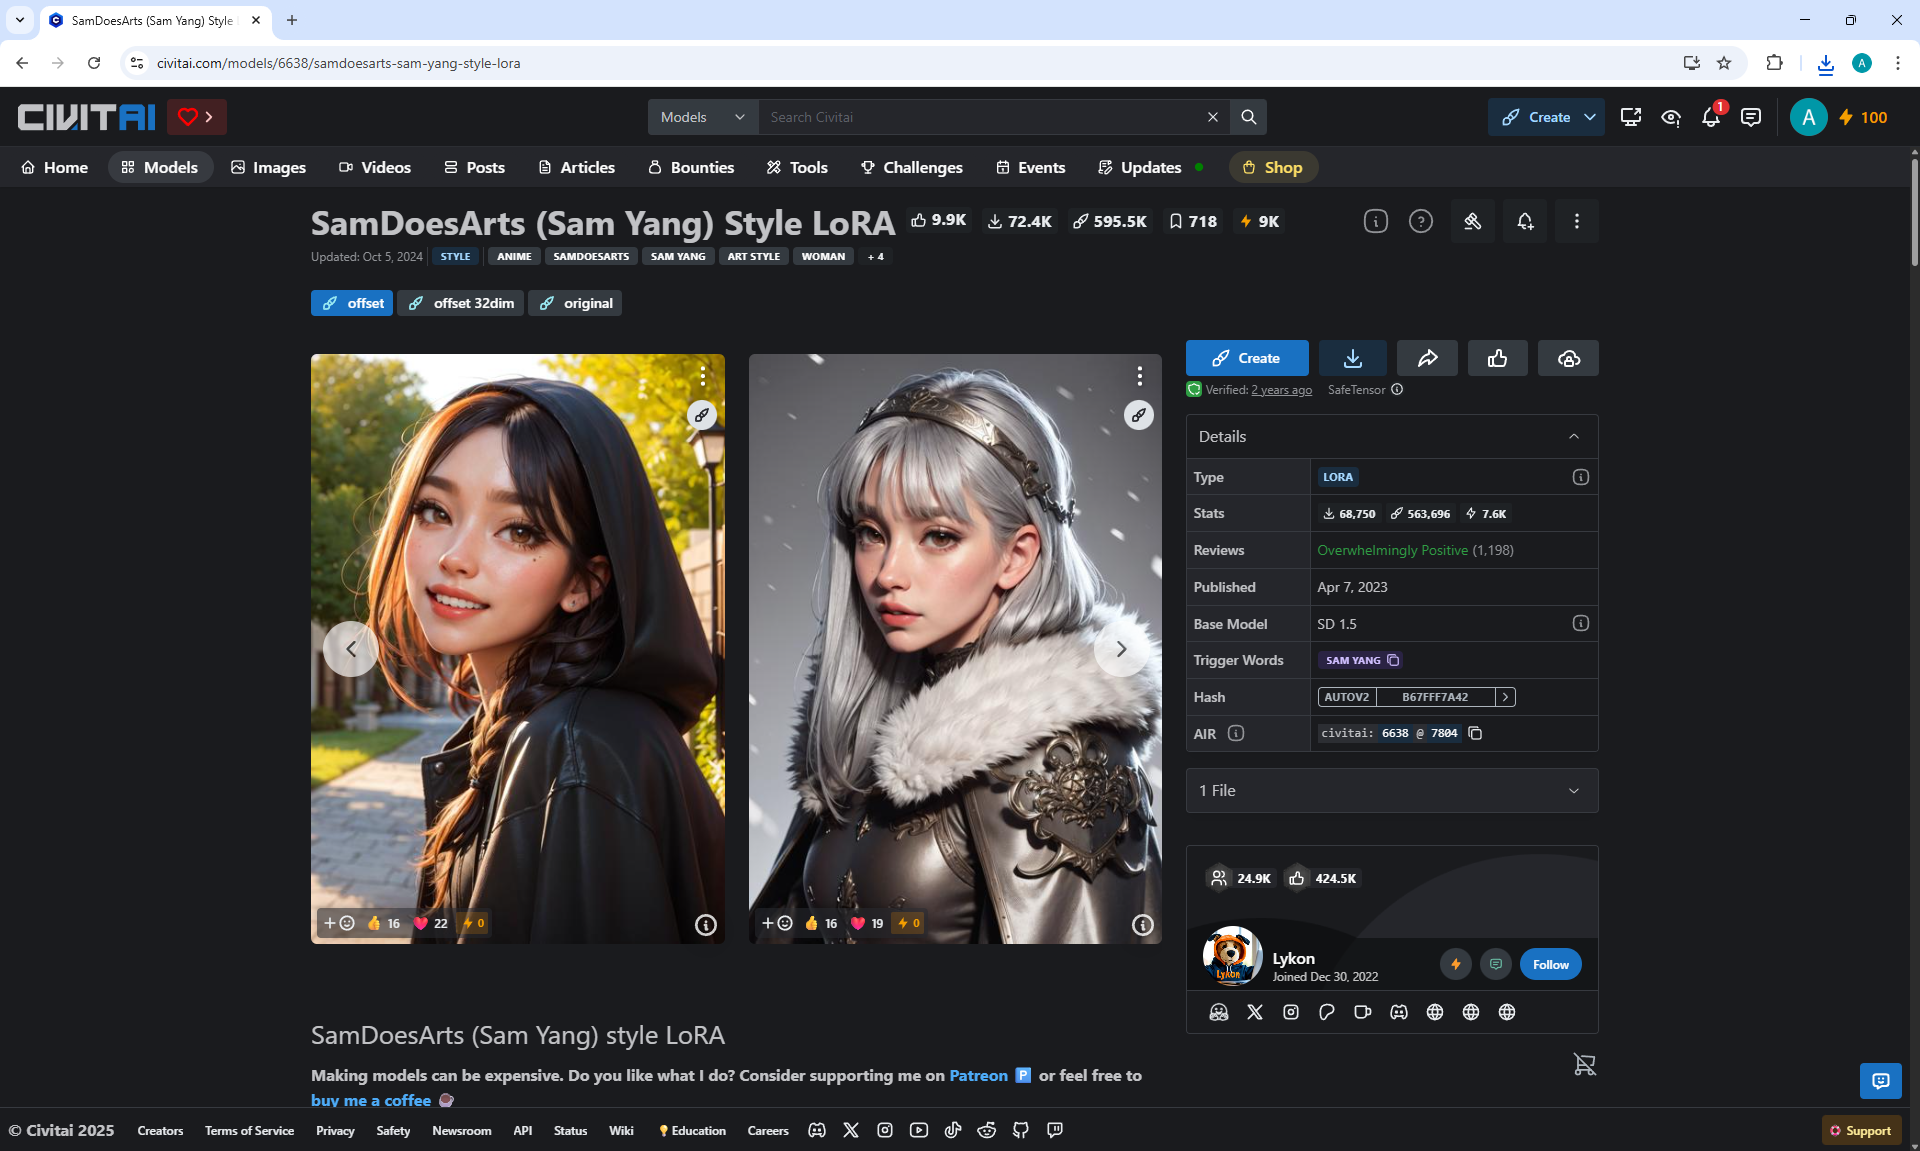 SamDoesArts (Sam Yang) Style
civitai.com/models/6638/samdoesarts-sam-yang-style-lora
A
CIVITAI
Models
Search Civitai
Create
1
A
100
Home
Models
Images
Videos
Posts
Articles
Bounties
Tools
Challenges
Events
Updates
Shop
SamDoesArts (Sam Yang) Style LoRA
9.9K
72.4K
595.5K
718
9K
Updated: Oct 5, 2024
STYLE
ANIME
SAMDOESARTS
SAM YANG
ART STYLE
WOMAN
+ 4
offset
offset 32dim
original
Create
Verified: 2 years ago
SafeTensor
Details
Type
LORA
Stats
68,750
563,696
7.6K
Reviews
Overwhelmingly Positive (1,198)
Published
Apr 7, 2023
Base Model
SD 1.5
Trigger Words
SAM YANG
Hash
AUTOV2
B67FFF7A42
AIR
civitai: 6638 @ 7804
1 File
16
22
0
16
19
0
24.9K
424.5K
Lykon
Lykon
Joined Dec 30, 2022
Follow
SamDoesArts (Sam Yang) style LoRA
Making models can be expensive. Do you like what I do? Consider supporting me on Patreon P or feel free to
buy me a coffee
© Civitai 2025
Creators
Terms of Service
Privacy
Safety
Newsroom
API
Status
Wiki
Education
Careers
Support